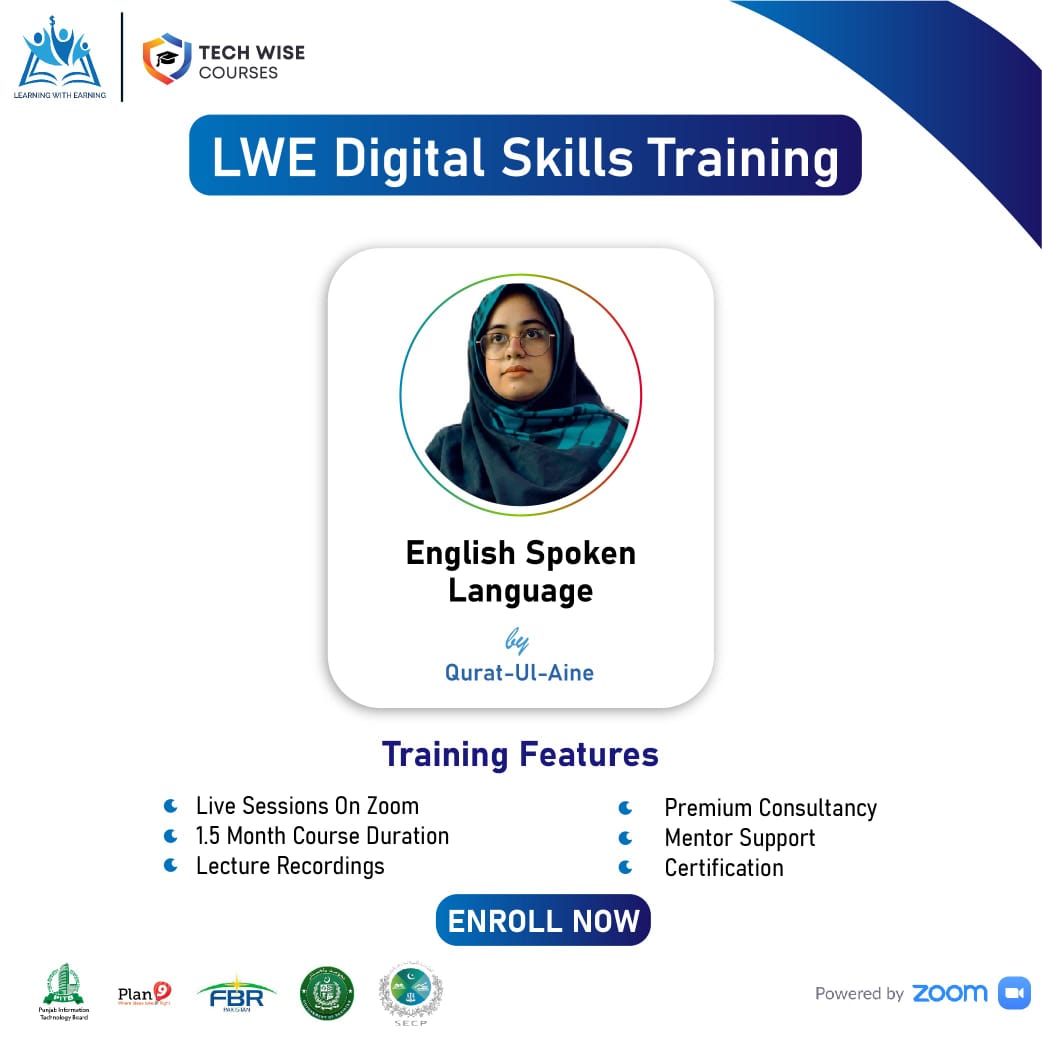 LEARNING WITH EARNING
TECH WISE
COURSES
LWE Digital Skills Training
English Spoken
Language
by
Qurat-Ul-Aine
Training Features
Live Sessions On Zoom
1.5 Month Course Duration
Lecture Recordings
Premium Consultancy
Mentor Support
Certification
ENROLL NOW
PITB
Punjab Information
Technology Board
Plan9
FBR
PAKISTAN
SECP
Powered by zoom